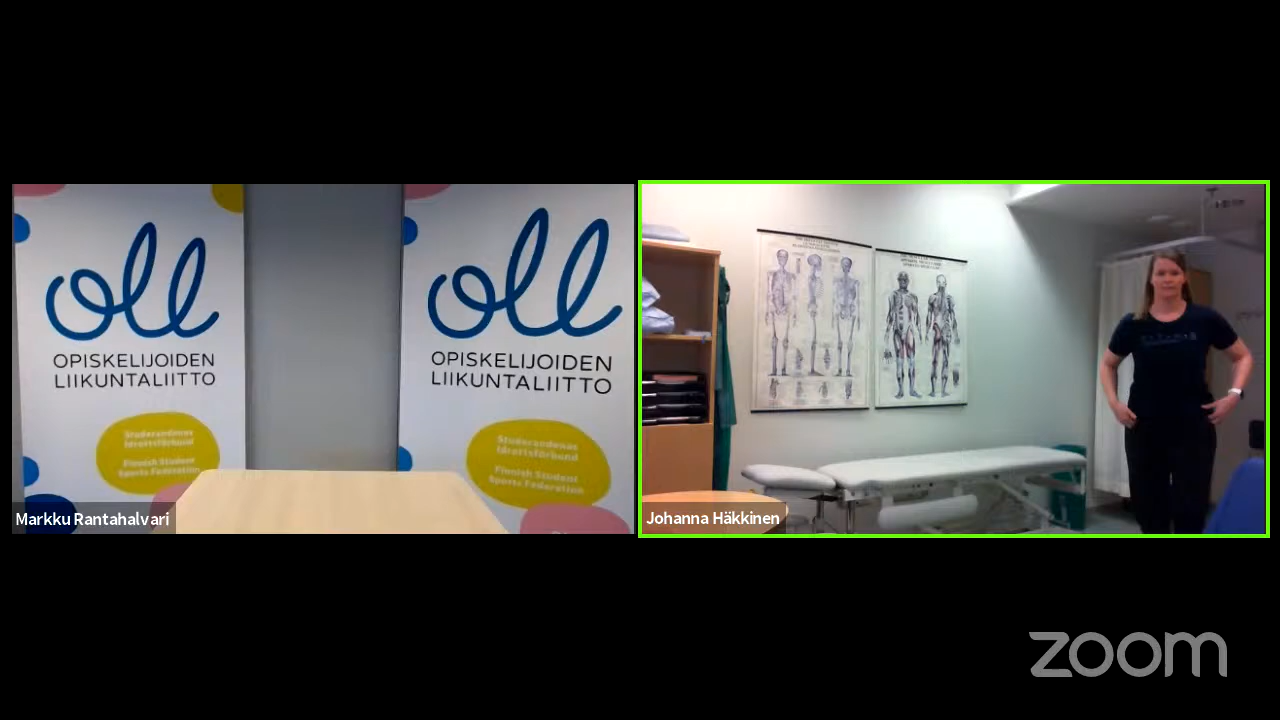 oll
OPISKELIJOIDEN
LIIKUNTALIITTO
Studerandenas
Idrottsförbund
Finnish Student
Sports Federation
Markku Rantahalvari
oll
OPISKELIJOIDEN
LIIKUNTALIITTO
Studerandenas
Idrottsförbund
Finnish Student
Sports Federation
Johanna Häkkinen
zoom